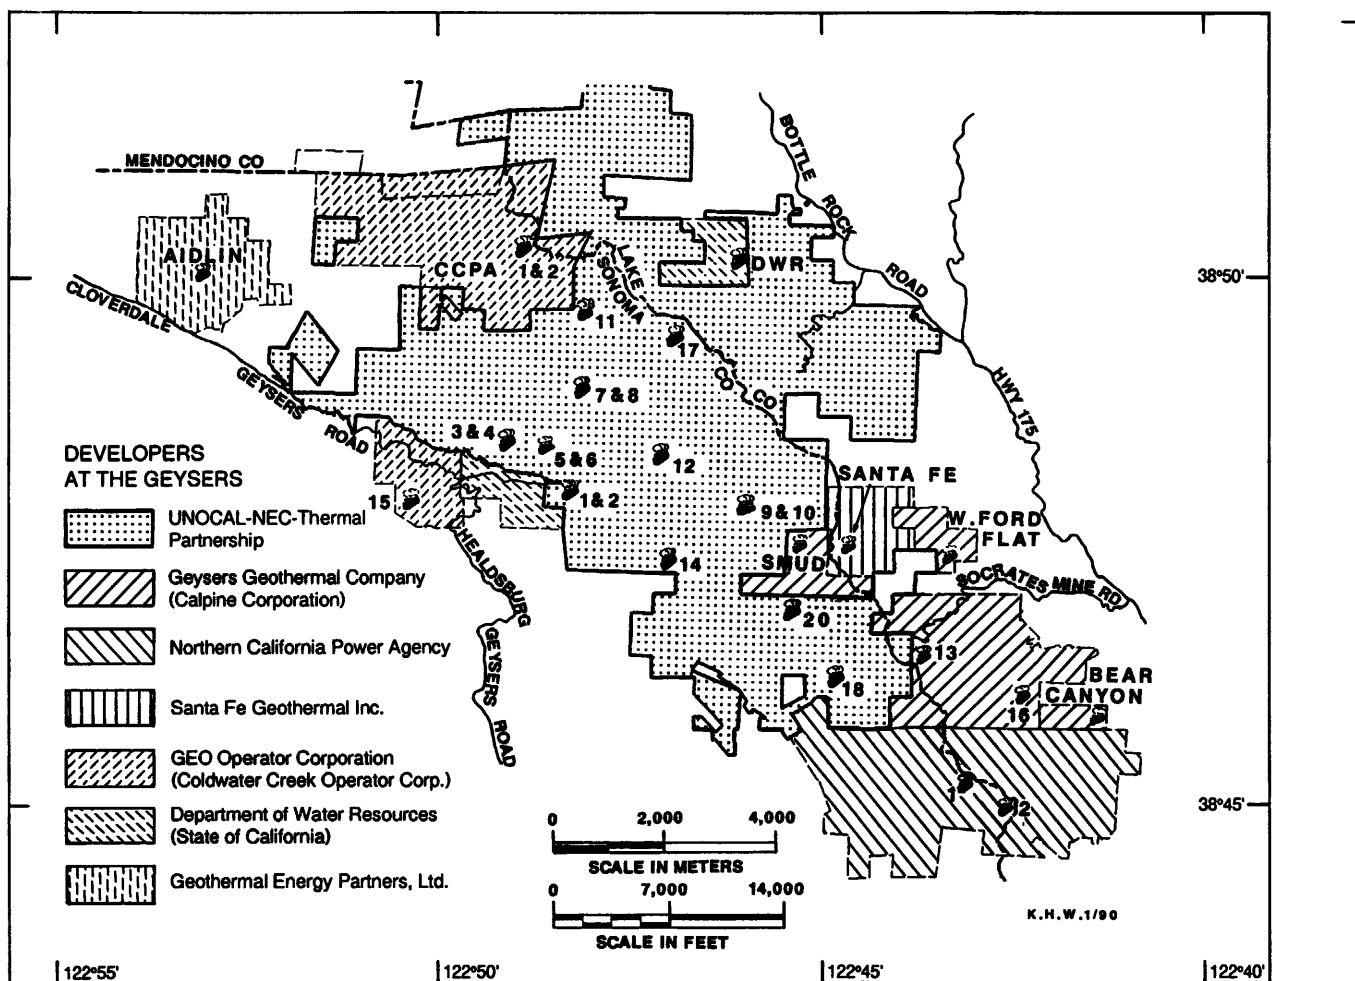 MENDOCINO CO
BOTTLE
ROCK
ROAD
AIDLIN
CCPA
1 & 2
LAKE
SONOMA
DWR
38°50'
CLOVERDALE
GEYSERS
ROAD
11
17
CO
CO
HWY 175
7 & 8
3 & 4
5 & 6
12
SANTA FE
15
1 & 2
9 & 10
W. FORD
FLAT
HEALDSBURG
GEYSERS
ROAD
14
SMUD
SOCRATES MINE RD.
20
13
18
16
BEAR
CANYON
1
2
38°45'
DEVELOPERS
AT THE GEYSERS
UNOCAL-NEC-Thermal
Partnership
Geysers Geothermal Company
(Calpine Corporation)
Northern California Power Agency
Santa Fe Geothermal Inc.
GEO Operator Corporation
(Coldwater Creek Operator Corp.)
Department of Water Resources
(State of California)
Geothermal Energy Partners, Ltd.
0 2,000 4,000
SCALE IN METERS
0 7,000 14,000
SCALE IN FEET
K.H.W. 1/90
122°55' 122°50' 122°45' 122°40'